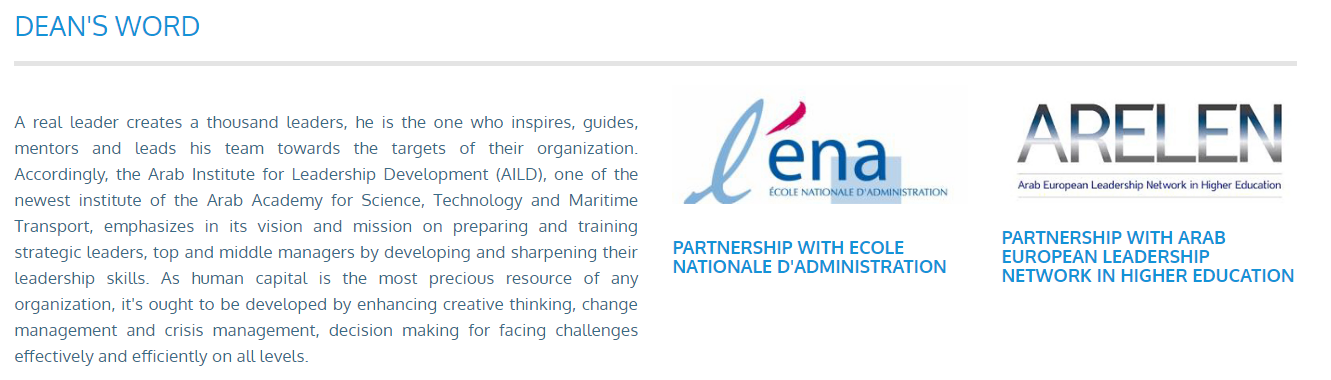 DEAN'S WORD
A real leader creates a thousand leaders, he is the one who inspires, guides,
mentors and leads his team towards the targets of their organization.
Accordingly, the Arab Institute for Leadership Development (AILD), one of the
newest institute of the Arab Academy for Science, Technology and Maritime
Transport, emphasizes in its vision and mission on preparing and training
strategic leaders, top and middle managers by developing and sharpening their
leadership skills. As human capital is the most precious resource of any
organization, it's ought to be developed by enhancing creative thinking, change
management and crisis management, decision making for facing challenges
effectively and efficiently on all levels.
l'éna
ÉCOLE NATIONALE D'ADMINISTRATION
PARTNERSHIP WITH ECOLE
NATIONALE D'ADMINISTRATION
ARELEN
Arab European Leadership Network in Higher Education
PARTNERSHIP WITH ARAB
EUROPEAN LEADERSHIP
NETWORK IN HIGHER EDUCATION